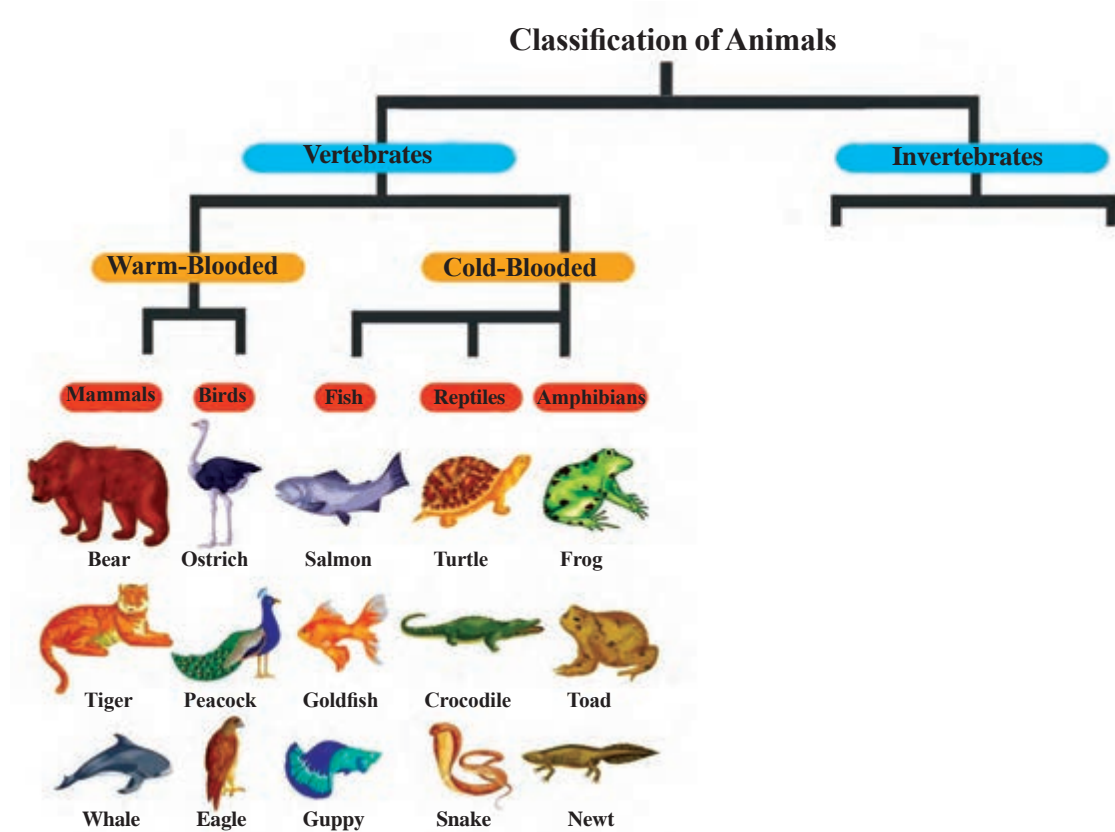 Classification of Animals
Vertebrates
Invertebrates
Warm-Blooded
Cold-Blooded
Mammals
Birds
Fish
Reptiles
Amphibians
Bear
Ostrich
Salmon
Turtle
Frog
Tiger
Peacock
Goldfish
Crocodile
Toad
Whale
Eagle
Guppy
Snake
Newt